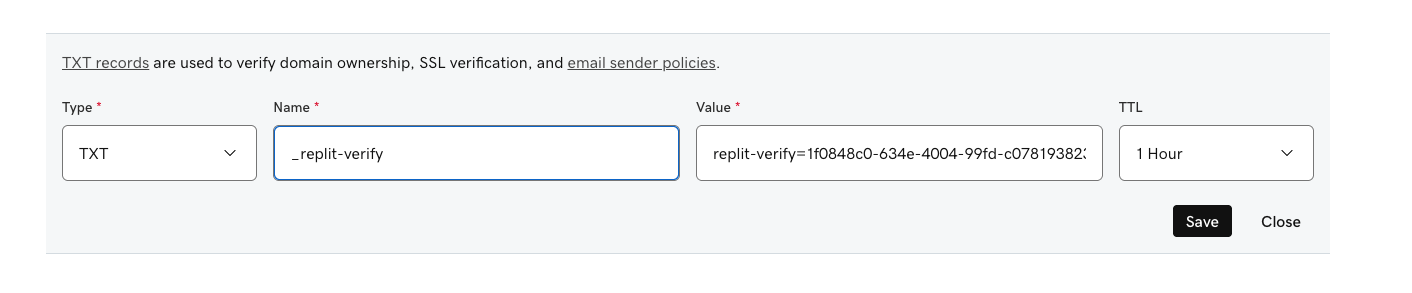 TXT records are used to verify domain ownership, SSL verification, and email sender policies.
Type * Name * Value * TTL
TXT _replit-verify replit-verify=1f0848c0-634e-4004-99fd-c07819382 1 Hour
Save Close